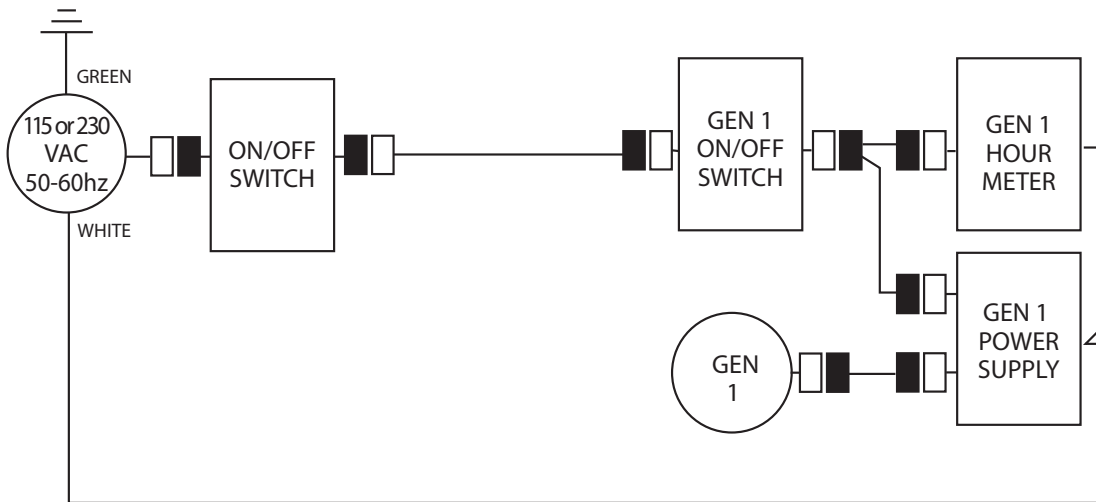 GREEN
115 or 230
VAC
50-60hz
WHITE
ON/OFF
SWITCH
GEN 1
ON/OFF
SWITCH
GEN 1
HOUR
METER
GEN 1
POWER
SUPPLY
GEN
1